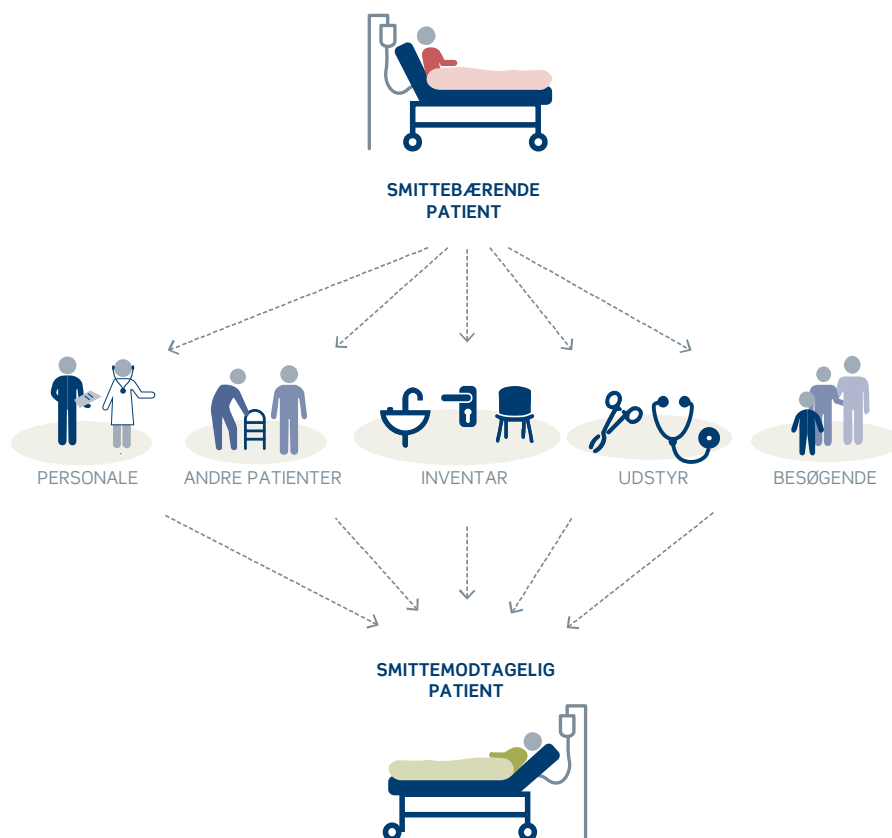 SMITTEBÆRENDE
PATIENT
PERSONALE
ANDRE PATIENTER
INVENTAR
UDSTYR
BESØGENDE
SMITTEMODTAGELIG
PATIENT